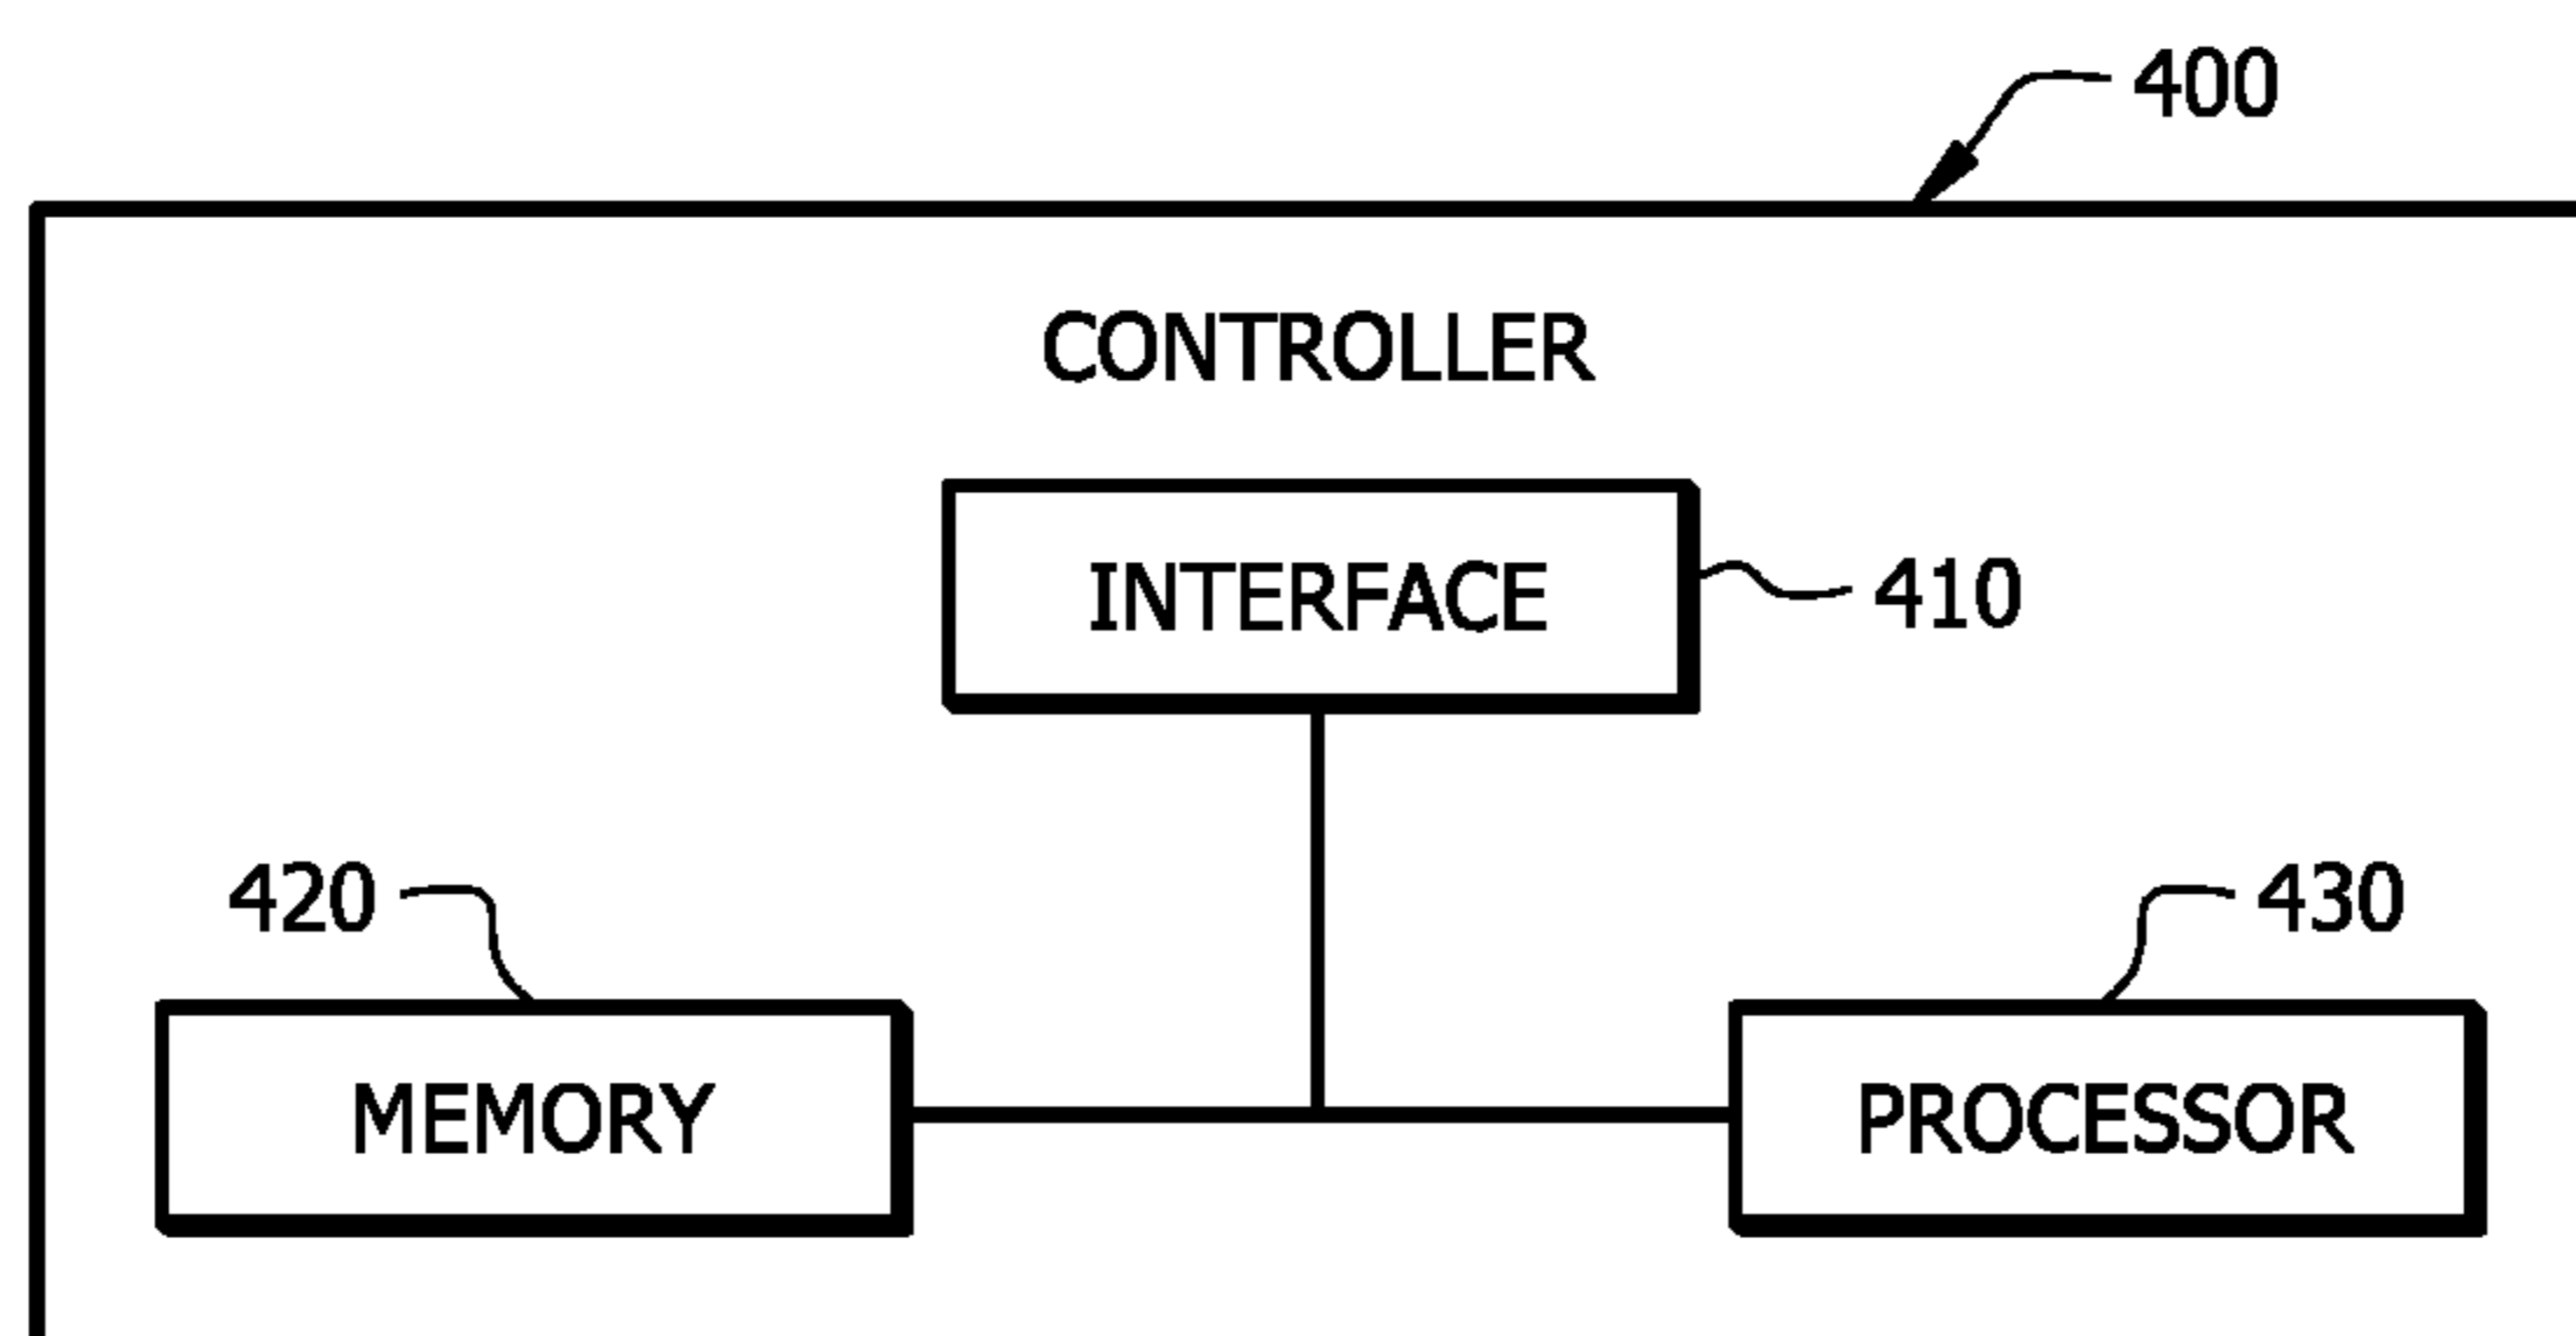 400
CONTROLLER
INTERFACE
410
420
430
MEMORY
PROCESSOR